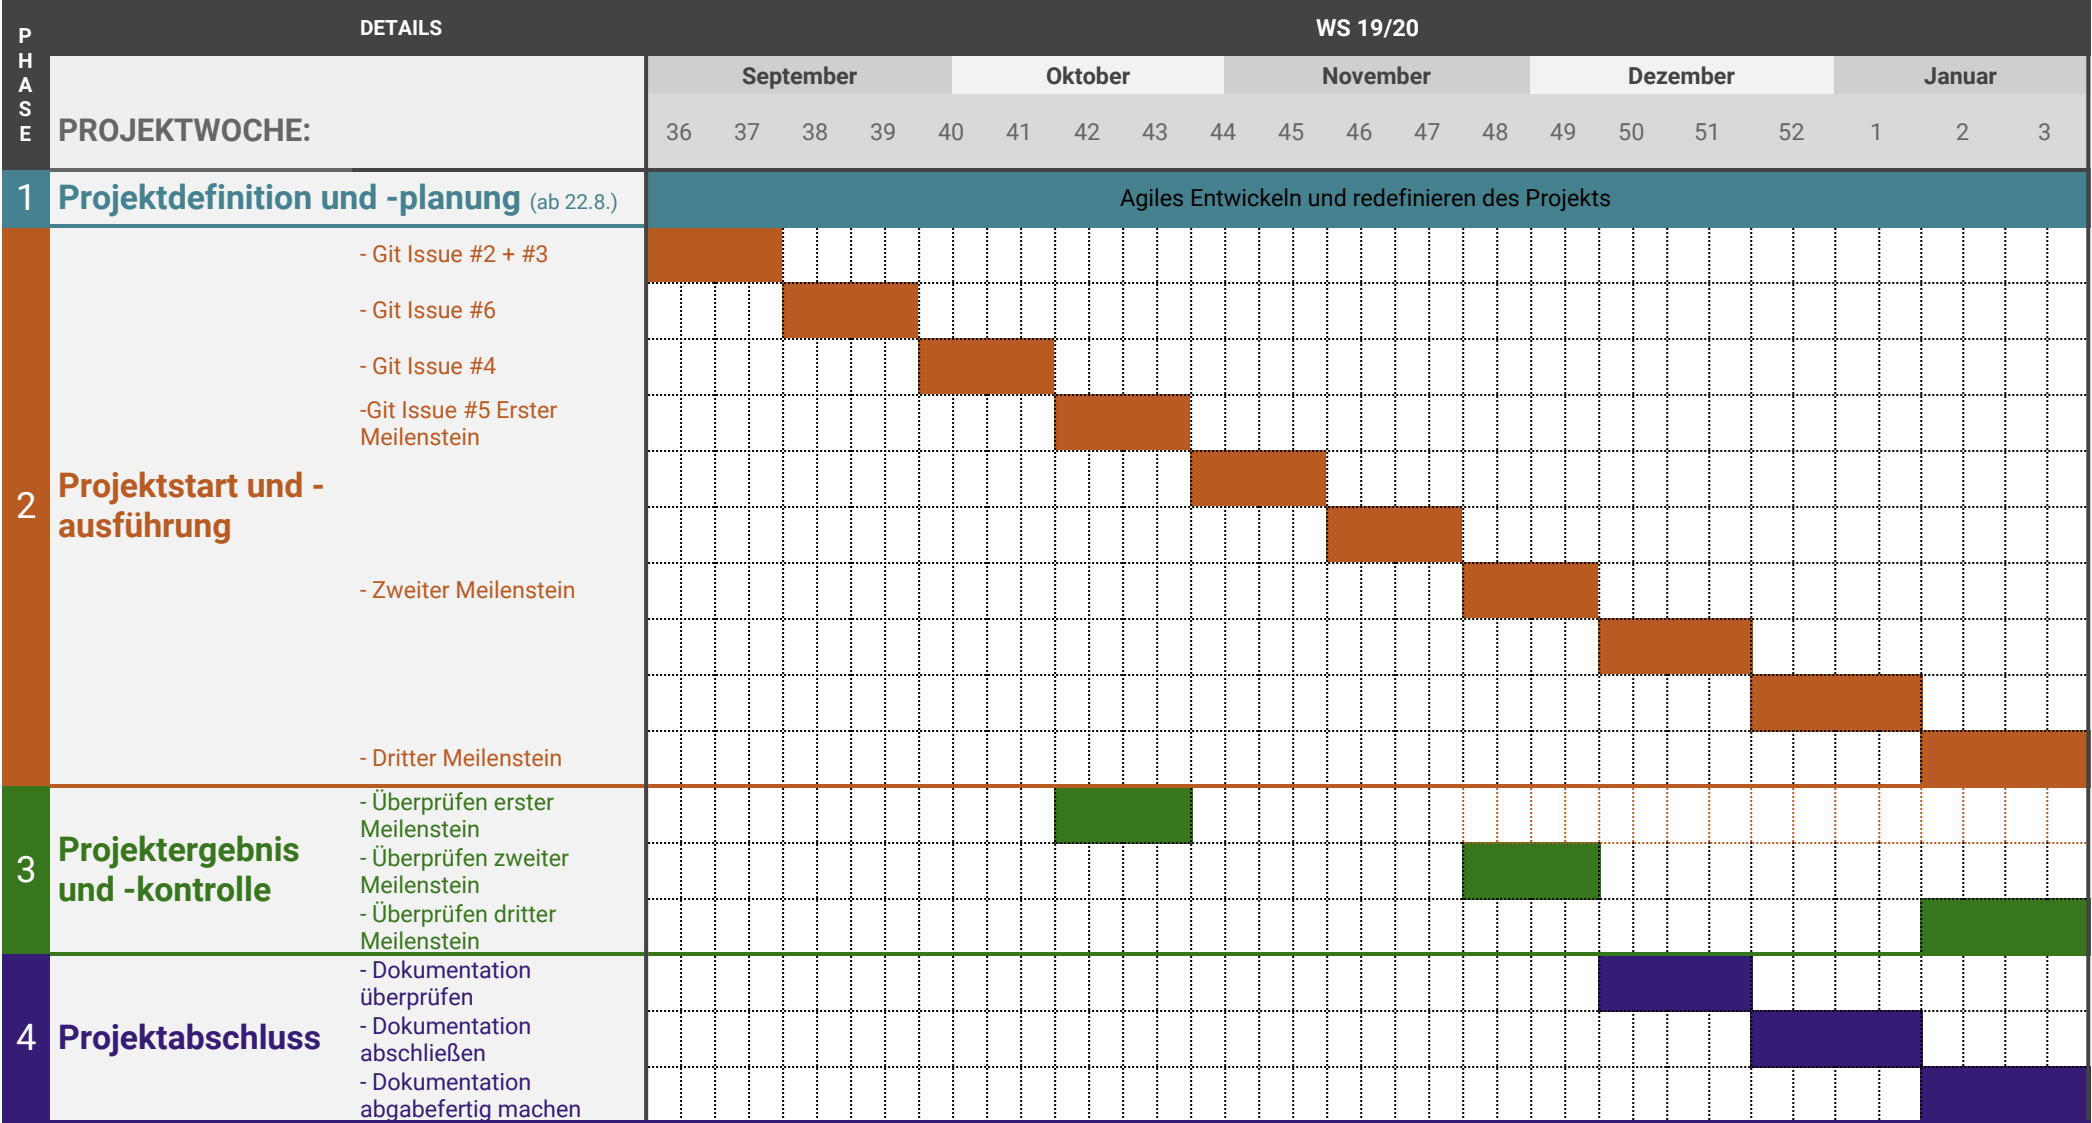 P
H
A
S
E
DETAILS
WS 19/20
September Oktober November Dezember Januar
PROJEKTWOCHE:
36 37 38 39 40 41 42 43 44 45 46 47 48 49 50 51 52 1 2 3
1 Projektdefinition und -planung (ab 22.8.)
Agiles Entwickeln und redefinieren des Projekts
2
Projektstart und -
ausführung
- Git Issue #2 + #3
- Git Issue #6
- Git Issue #4
-Git Issue #5 Erster
Meilenstein
- Zweiter Meilenstein
- Dritter Meilenstein
3
Projektergebnis
und -kontrolle
- Überprüfen erster
Meilenstein
- Überprüfen zweiter
Meilenstein
- Überprüfen dritter
Meilenstein
4
Projektabschluss
- Dokumentation
überprüfen
- Dokumentation
abschließen
- Dokumentation
abgabefertig machen